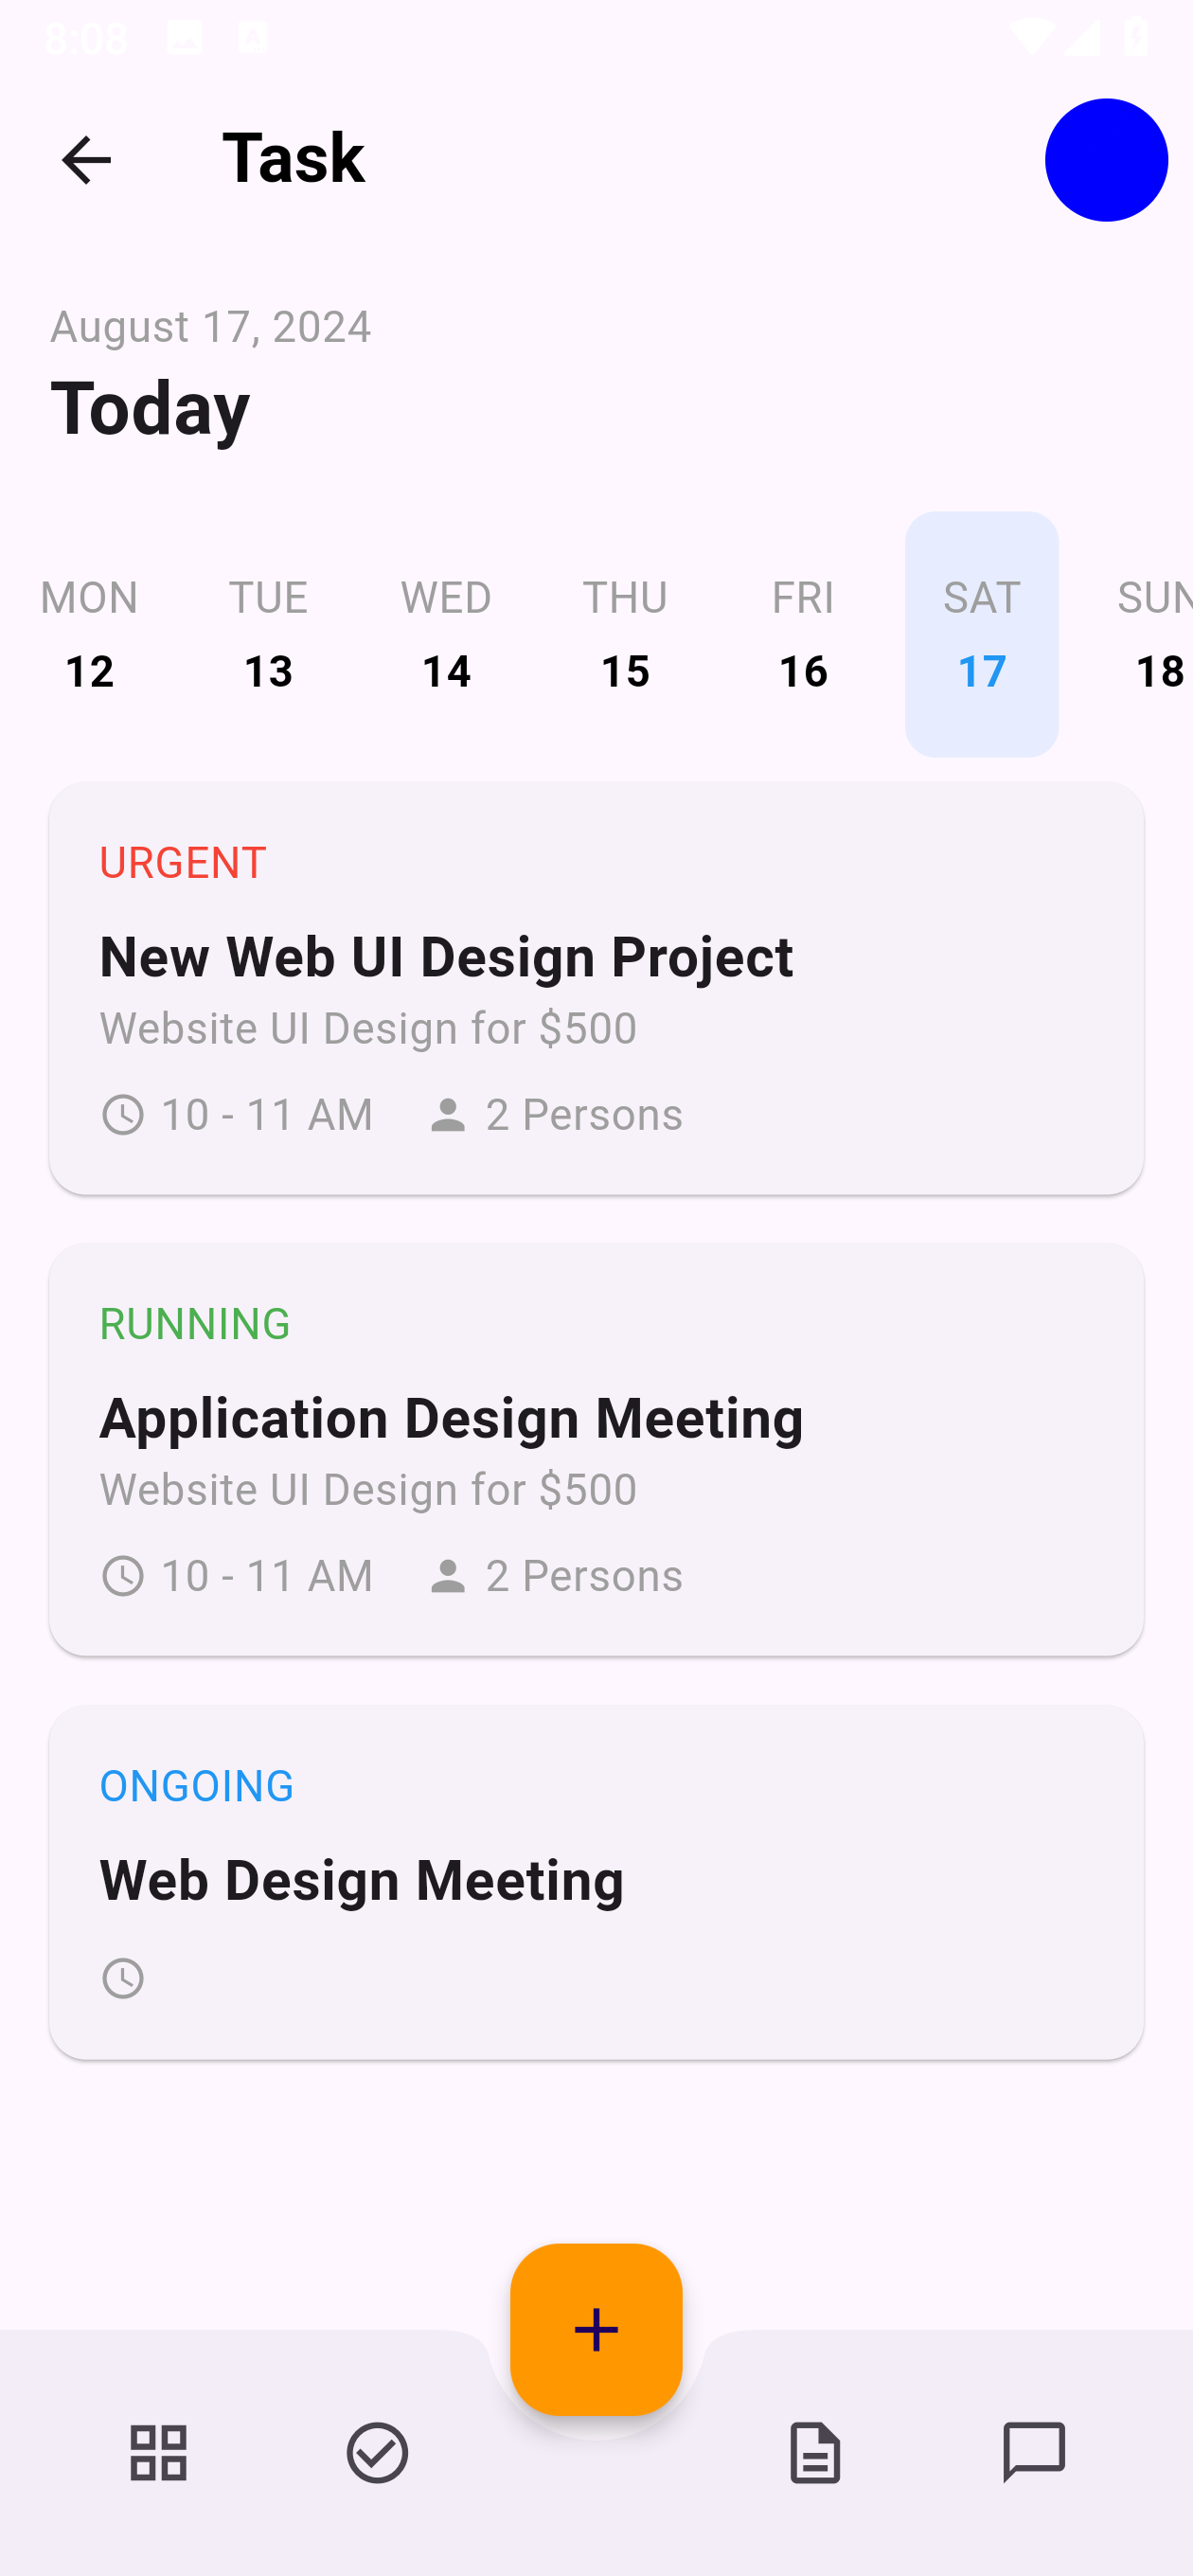 8:08
Task
August 17, 2024
Today
MON TUE WED THU FRI SAT SUN
12 13 14 15 16 17 18
URGENT
New Web UI Design Project
Website UI Design for $500
10 - 11 AM 2 Persons
RUNNING
Application Design Meeting
Website UI Design for $500
10 - 11 AM 2 Persons
ONGOING
Web Design Meeting